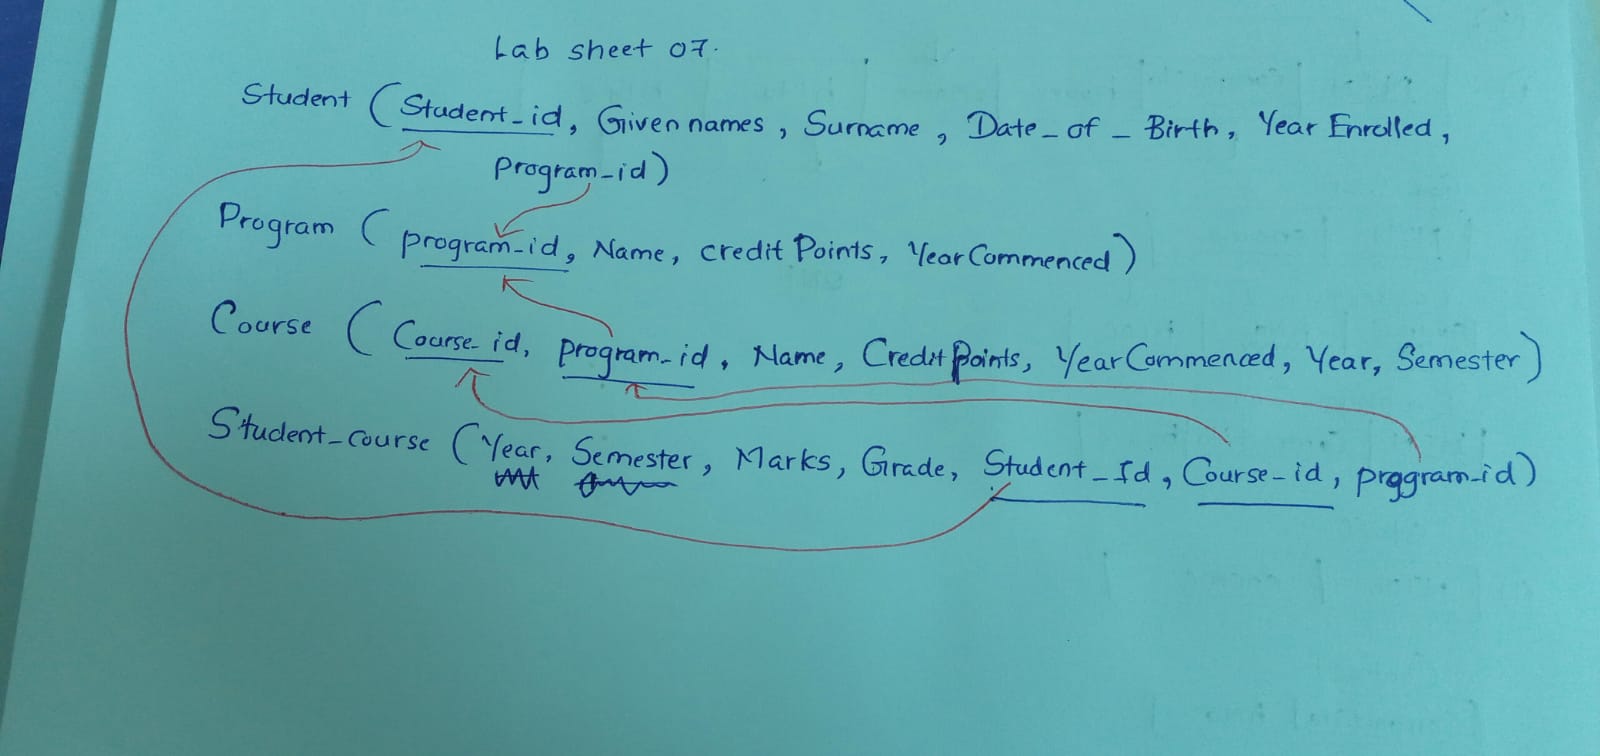 Lab sheet 07.
Student (Student_id, Given names, Surname, Date_of_Birth, Year Enrolled,
Program_id)
Program (program_id, Name, credit Points, Year Commenced)
Course (Course_id, program_id, Name, Credit Points, Year Commenced, Year, Semester)
Student_course (Year, Semester, Marks, Grade, Student_Id, Course_id, program_id)